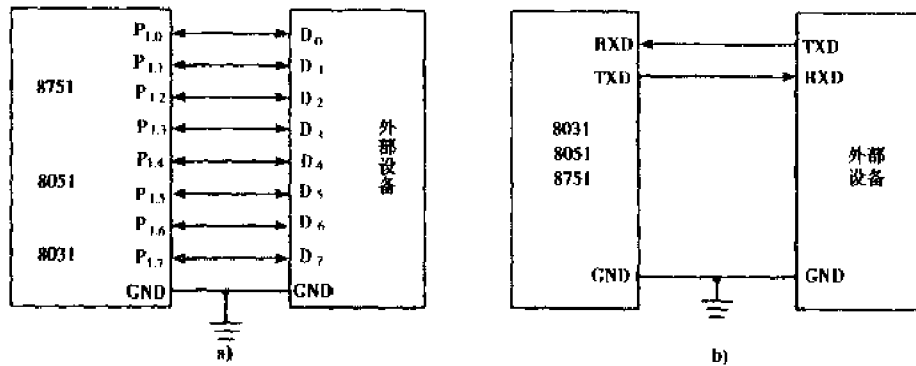 P1.0 D0
P1.1 D1
8751 P1.2 D2
P1.3 D3
P1.4 D4
8051 P1.5 D5
P1.6 D6
8031 P1.7 D7
GND GND
外部设备
a)
RXD TXD
TXD RXD
8031
8051
8751
外部
设备
GND GND
b)